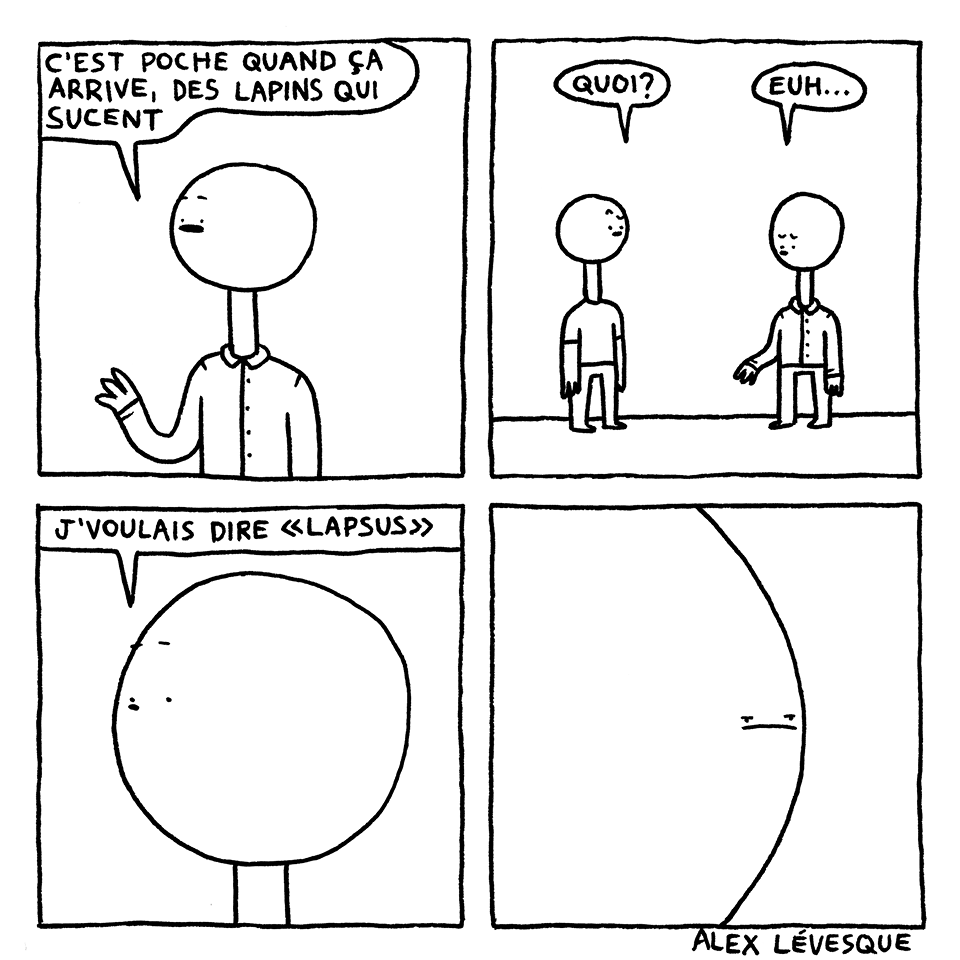 C'EST POCHE QUAND ÇA
ARRIVE, DES LAPINS QUI
SUCENT
QUOI?
EUH...
J'VOULAIS DIRE «LAPSUS»
ALEX LÉVESQUE